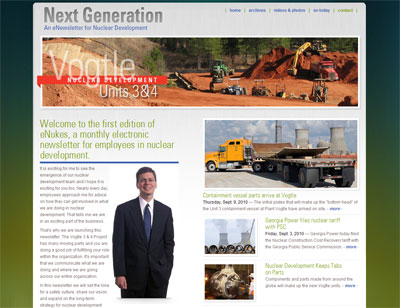 Next Generation
An eNewsletter for Nuclear Development
home | archives | videos & photos | sn today | contact |
Vogtle
NUCLEAR DEVELOPMENT
Units 3&4
Welcome to the first edition of
eNukes, a monthly electronic
newsletter for employees in nuclear
development.
It is exciting for me to see the
emergence of our nuclear
development team and I hope it is
exciting for you too. Nearly every day,
employees approach me for advice
on how they can get involved in what
we are doing in nuclear
development. That tells me we are
in an exciting part of the business.
That's why we are launching this
newsletter. The Vogtle 3 & 4 Project
has many moving parts and you are
doing a good job of fulfilling your role
within the organization. It's important
that we communicate what we are
doing and where we are going
across our entire organization.
In this eNewsletter we will set the tone
for a safety culture, share our vision
and expand on the long-term
strategy for nuclear development
Containment vessel parts arrive at Vogtle
Thursday, Sept. 9, 2010 — The initial plates that will make up the "bottom head" of
the Unit 3 containment vessel at Plant Vogtle have arrived on site. - more -
Georgia Power files nuclear tariff
with PSC
Friday, Sept. 3, 2010 — Georgia Power today filed
the Nuclear Construction Cost Recovery tariff with
the Georgia Public Service Commission. - more -
Nuclear Development Keeps Tabs
on Parts
Components and parts made from around the
globe will make up the new Vogtle units. - more -